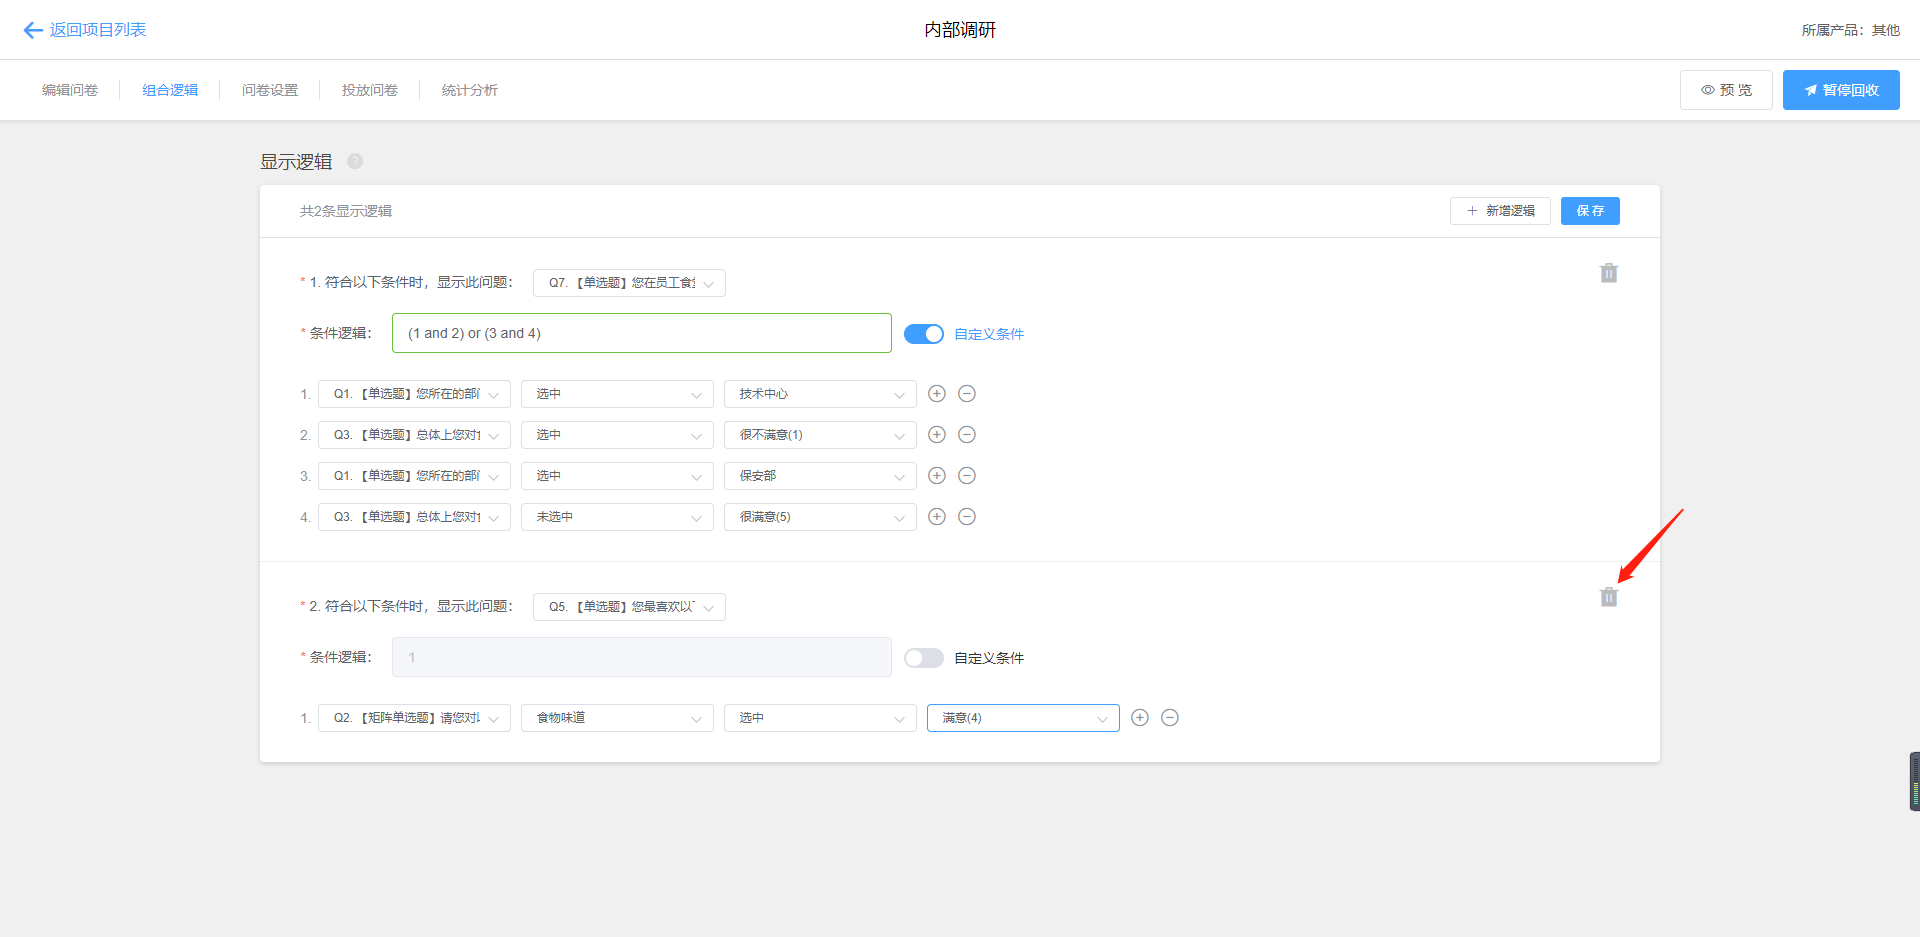 返回项目列表
内部调研
所属产品：其他
编辑问卷
组合逻辑
问卷设置
投放问卷
统计分析
预 览
暂停回收
显示逻辑
?
共2条显示逻辑
新增逻辑
保 存
* 1. 符合以下条件时，显示此问题： Q7. 【单选题】您在员工食
* 条件逻辑： (1 and 2) or (3 and 4) 自定义条件
1. Q1. 【单选题】您所在的部 选中 技术中心
2. Q3. 【单选题】总体上您对 选中 很不满意(1)
3. Q1. 【单选题】您所在的部 选中 保安部
4. Q3. 【单选题】总体上您对 未选中 很满意(5)
* 2. 符合以下条件时，显示此问题： Q5. 【单选题】您最喜欢以
* 条件逻辑： 1 自定义条件
1. Q2. 【矩阵单选题】请您对 食物味道 选中 满意(4)